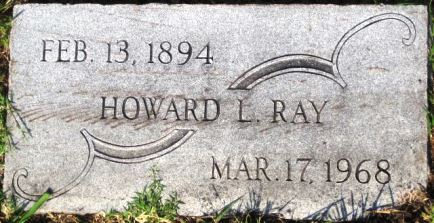 FEB. 13, 1894
HOWARD L. RAY
MAR. 17, 1968